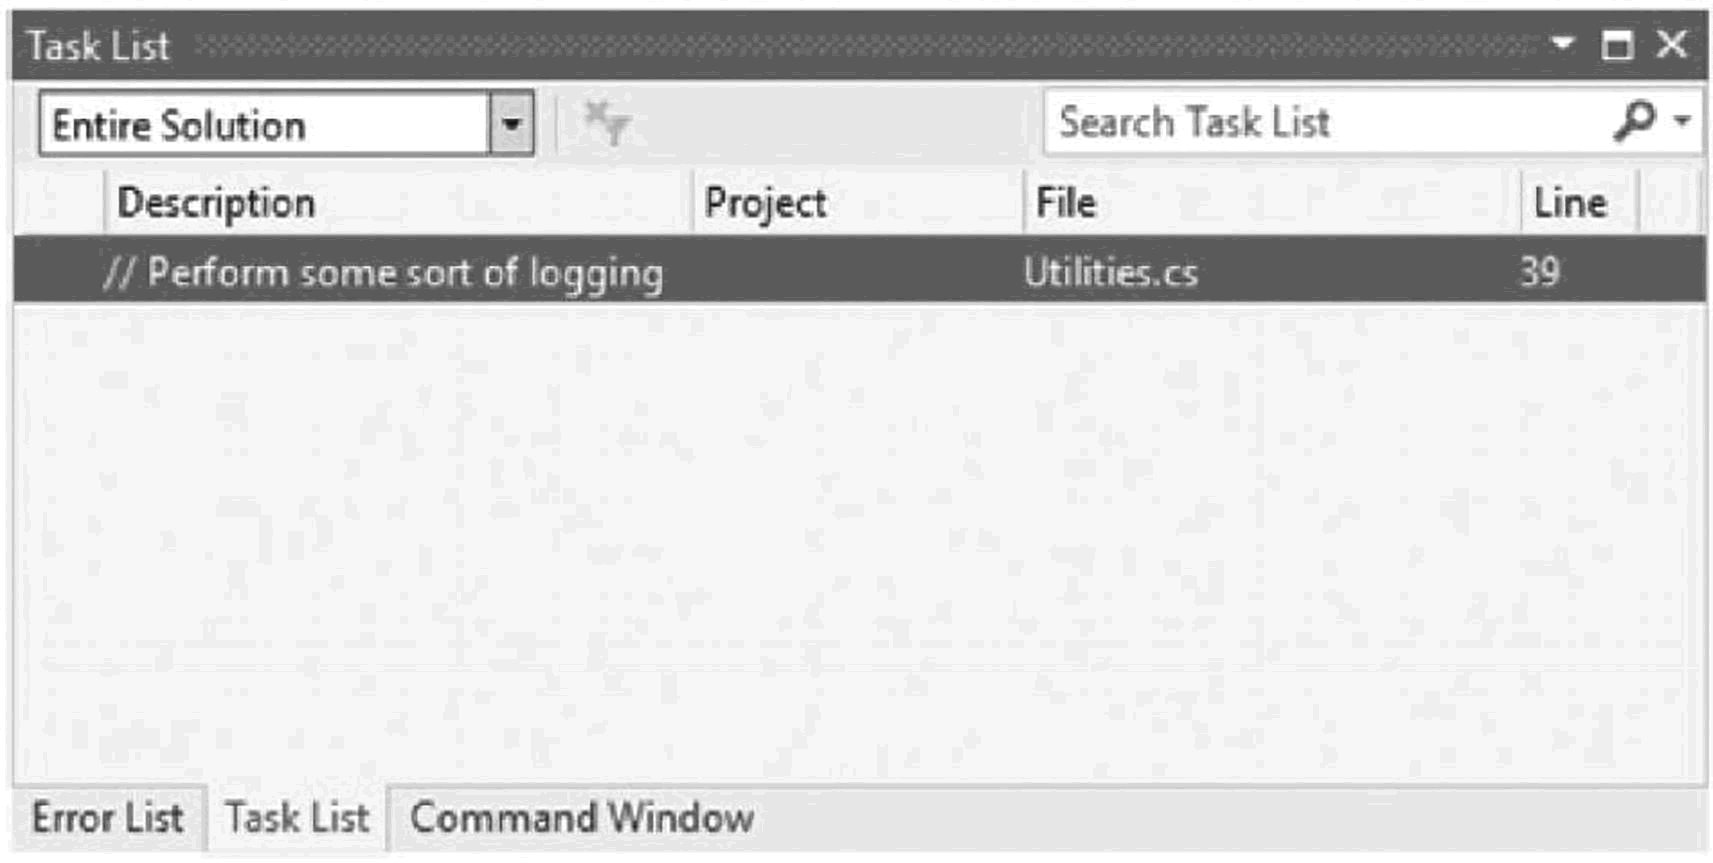 Task List
Entire Solution Search Task List
Description Project File Line
// Perform some sort of logging Utilities.cs 39
Error List Task List Command Window